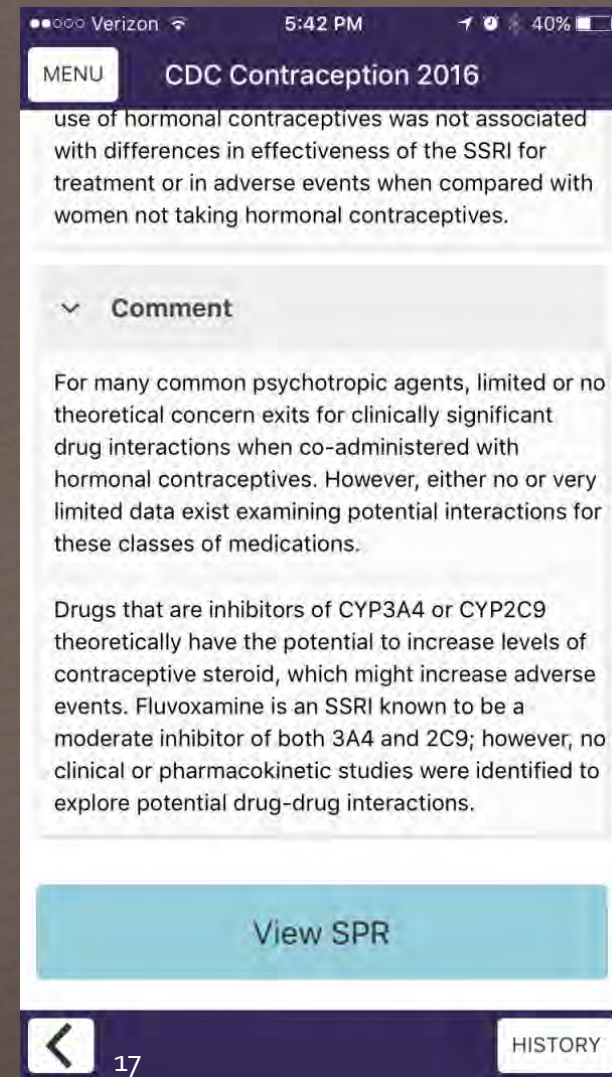 Verizon 5:42 PM 40%
MENU CDC Contraception 2016
use of hormonal contraceptives was not associated
with differences in effectiveness of the SSRI for
treatment or in adverse events when compared with
women not taking hormonal contraceptives.
Comment
For many common psychotropic agents, limited or no
theoretical concern exits for clinically significant
drug interactions when co-administered with
hormonal contraceptives. However, either no or very
limited data exist examining potential interactions for
these classes of medications.
Drugs that are inhibitors of CYP3A4 or CYP2C9
theoretically have the potential to increase levels of
contraceptive steroid, which might increase adverse
events. Fluvoxamine is an SSRI known to be a
moderate inhibitor of both 3A4 and 2C9; however, no
clinical or pharmacokinetic studies were identified to
explore potential drug-drug interactions.
View SPR
17 HISTORY